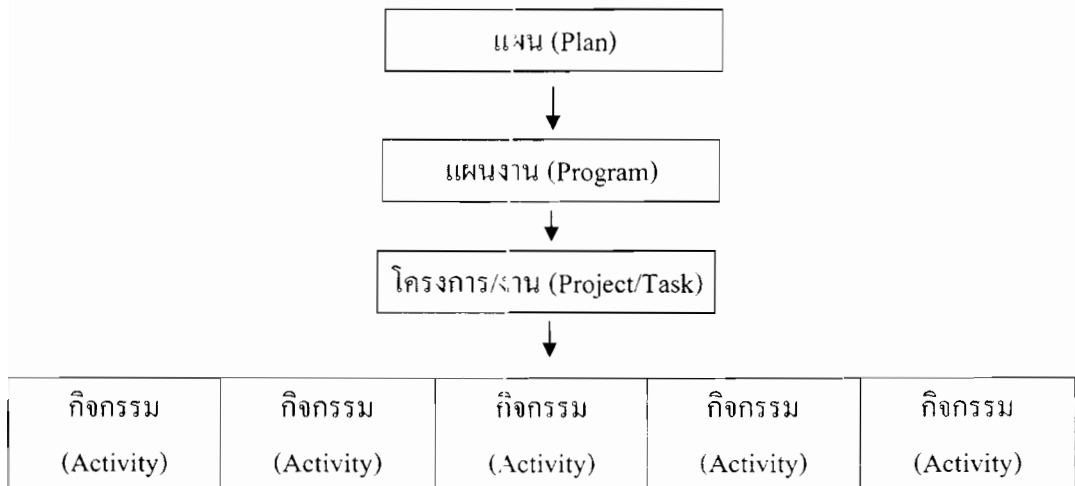 แผน (Plan)
แผนงาน (Program)
โครงการ/งาน (Project/Task)
กิจกรรม กิจกรรม กิจกรรม กิจกรรม กิจกรรม
(Activity) (Activity) (Activity) (Activity) (Activity)